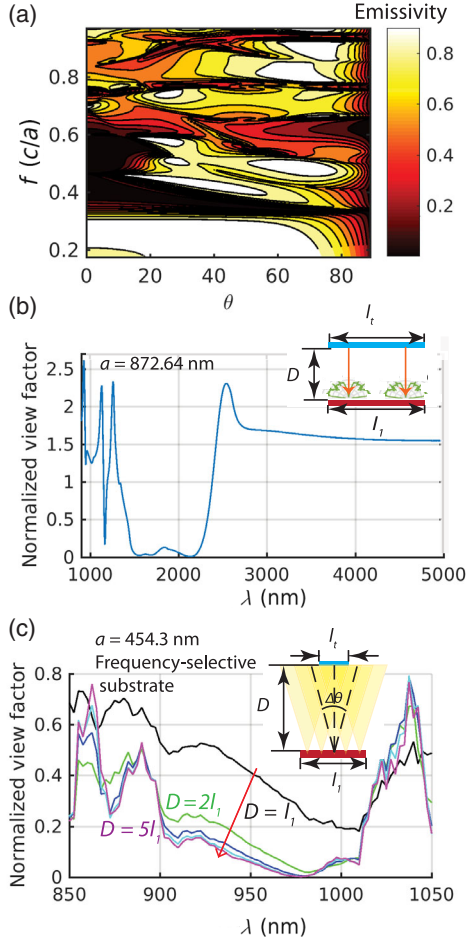 (a)
Emissivity
f (c/a)
0.8
0.6
0.4
0.2
0 20 40 60 80
θ
0.8
0.6
0.4
0.2
(b)
a = 872.64 nm
l_t
D
l_1
Normalized view factor
2.5
2
1.5
1
0.5
0
1000 2000 3000 4000 5000
λ (nm)
(c)
a = 454.3 nm
Frequency-selective
substrate
l_t
D
Δθ
l_1
Normalized view factor
0.8
0.6
0.4
0.2
0
D = 2l_1
D = l_1
D = 5l_1
850 900 950 1000 1050
λ (nm)